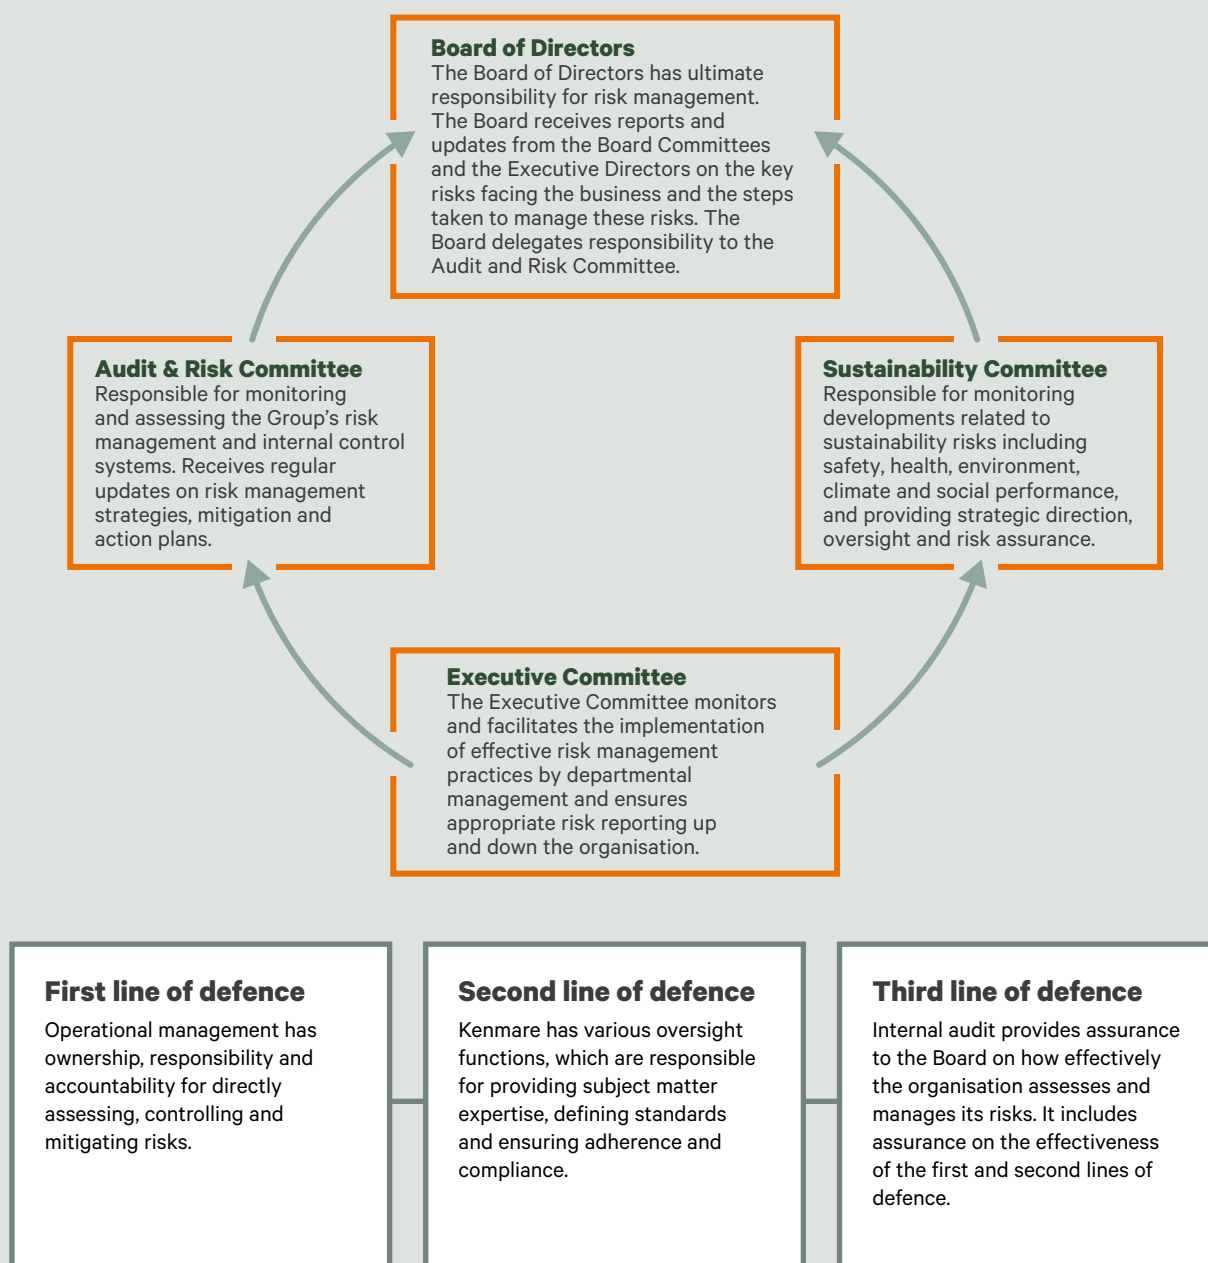 Board of Directors
The Board of Directors has ultimate
responsibility for risk management.
The Board receives reports and
updates from the Board Committees
and the Executive Directors on the key
risks facing the business and the steps
taken to manage these risks. The
Board delegates responsibility to the
Audit and Risk Committee.
Audit & Risk Committee
Responsible for monitoring
and assessing the Group’s risk
management and internal control
systems. Receives regular
updates on risk management
strategies, mitigation and
action plans.
Sustainability Committee
Responsible for monitoring
developments related to
sustainability risks including
safety, health, environment,
climate and social performance,
and providing strategic direction,
oversight and risk assurance.
Executive Committee
The Executive Committee monitors
and facilitates the implementation
of effective risk management
practices by departmental
management and ensures
appropriate risk reporting up
and down the organisation.
First line of defence
Operational management has
ownership, responsibility and
accountability for directly
assessing, controlling and
mitigating risks.
Second line of defence
Kenmare has various oversight
functions, which are responsible
for providing subject matter
expertise, defining standards
and ensuring adherence and
compliance.
Third line of defence
Internal audit provides assurance
to the Board on how effectively
the organisation assesses and
manages its risks. It includes
assurance on the effectiveness
of the first and second lines of
defence.